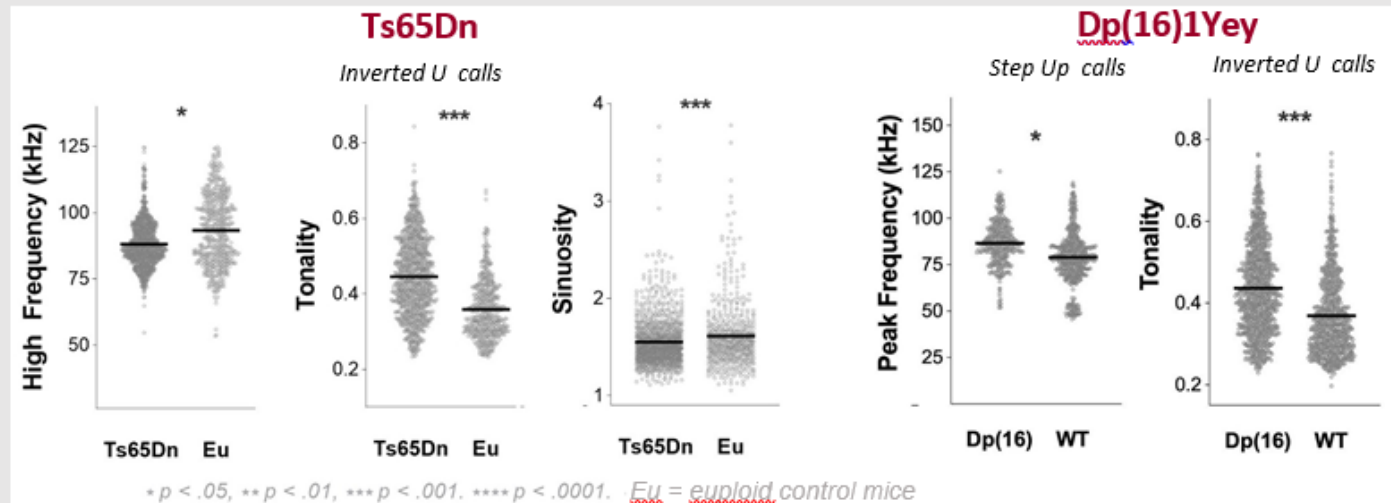 Ts65Dn
Inverted U calls
High Frequency (kHz)
125
100
75
50
*
Ts65Dn Eu
Tonality
0.8
0.6
0.4
0.2
***
Ts65Dn Eu
Sinuosity
4
3
2
1
***
Ts65Dn Eu
Dp(16)1Yey
Step Up calls
Peak Frequency (kHz)
150
125
100
75
50
25
*
Dp(16) WT
Inverted U calls
Tonality
0.8
0.6
0.4
0.2
***
Dp(16) WT
* p < .05, ** p < .01, *** p < .001. **** p < .0001. Eu = euploid control mice